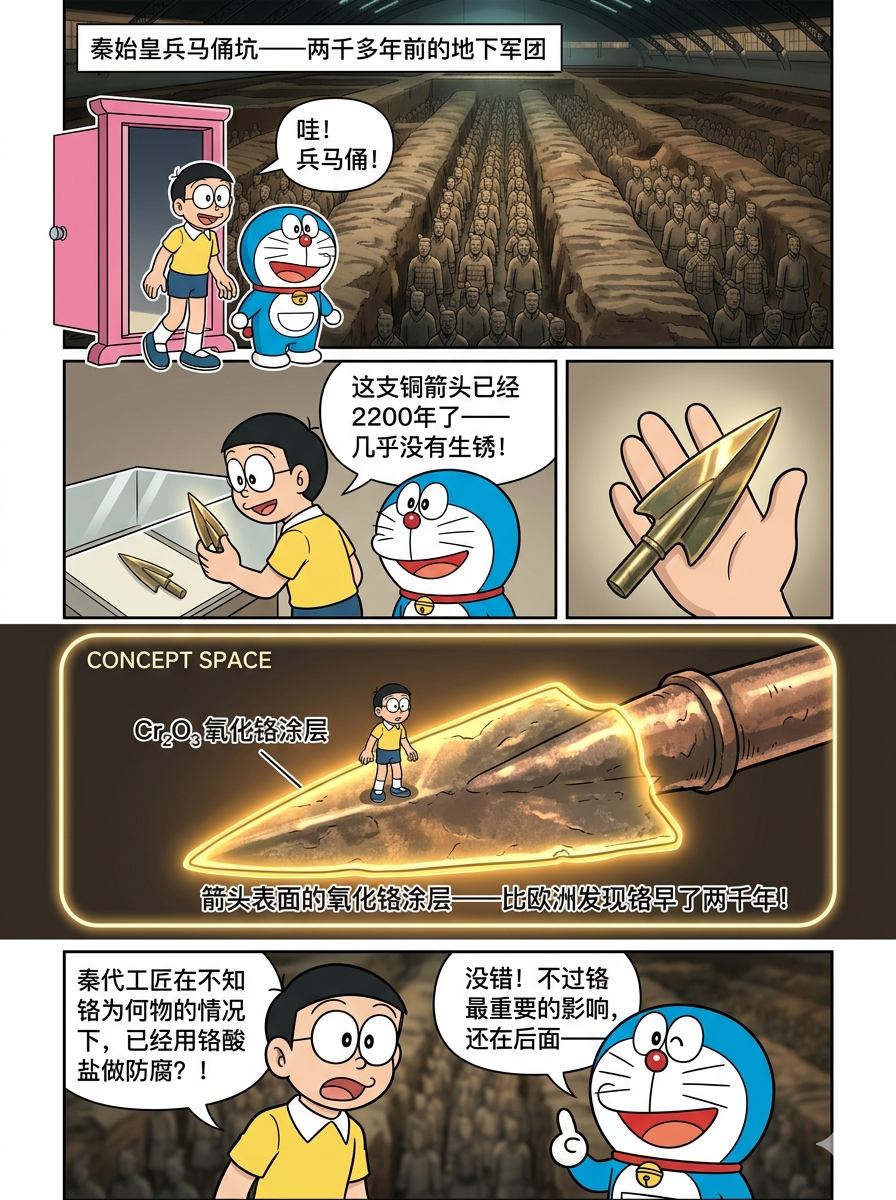 秦始皇兵马俑坑——两千多年前的地下军团
哇！
兵马俑！
这支铜箭头已经
2200年了——
几乎没有生锈！
CONCEPT SPACE
Cr₂O₃氧化铬涂层
箭头表面的氧化铬涂层——比欧洲发现铬早了两千年！
秦代工匠在不知
铬为何物的情况
下，已经用铬酸
盐做防腐？！
没错！不过铬
最重要的影响，
还在后面——